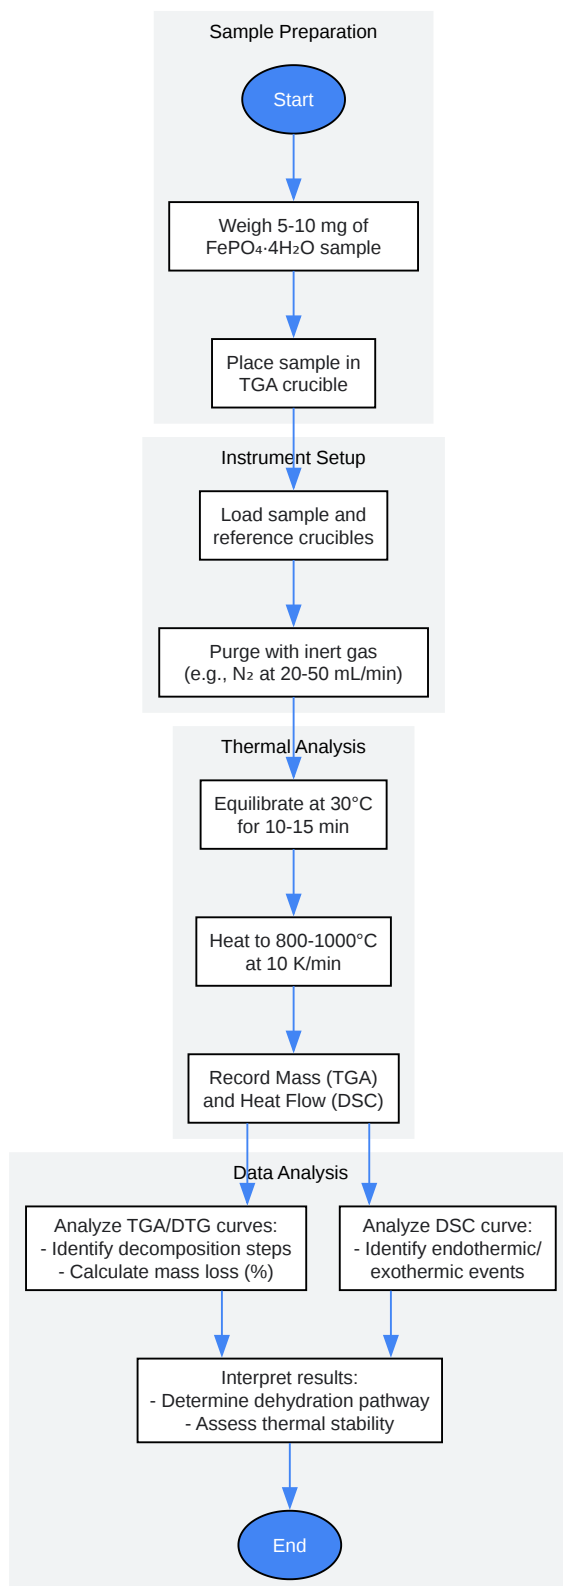 Sample Preparation
Start
Weigh 5-10 mg of
FePO₄·4H₂O sample
Place sample in
TGA crucible
Instrument Setup
Load sample and
reference crucibles
Purge with inert gas
(e.g., N₂ at 20-50 mL/min)
Thermal Analysis
Equilibrate at 30°C
for 10-15 min
Heat to 800-1000°C
at 10 K/min
Record Mass (TGA)
and Heat Flow (DSC)
Data Analysis
Analyze TGA/DTG curves:
- Identify decomposition steps
- Calculate mass loss (%)
Analyze DSC curve:
- Identify endothermic/
exothermic events
Interpret results:
- Determine dehydration pathway
- Assess thermal stability
End